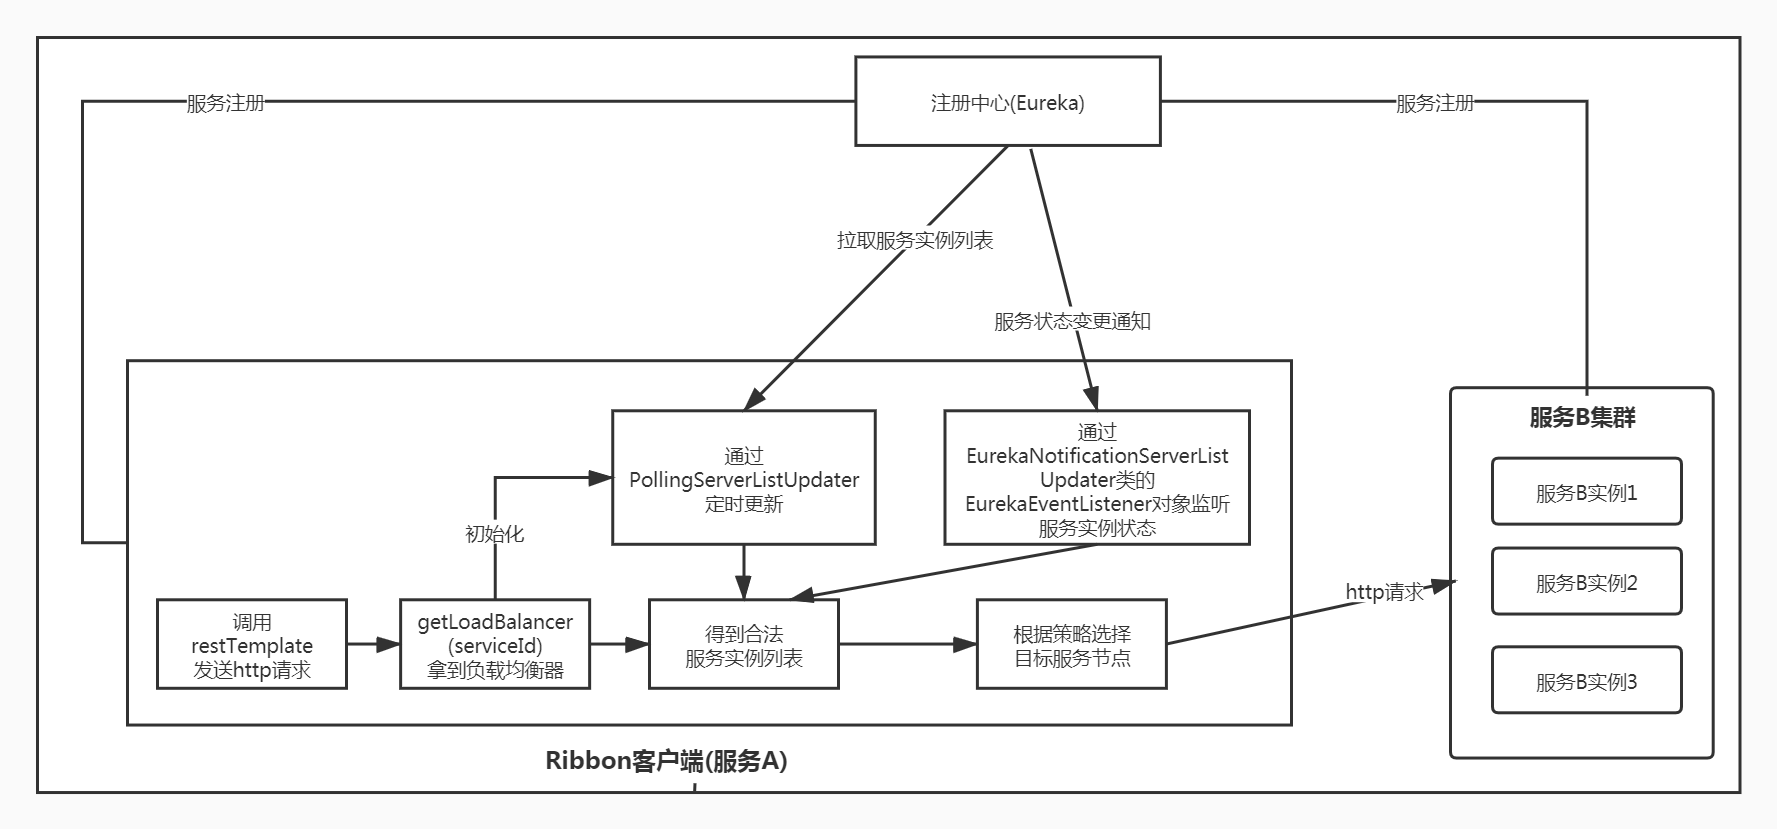 注册中心(Eureka)
服务注册
服务注册
拉取服务实例列表
服务状态变更通知
通过
PollingServerListUpdater
定时更新
通过
EurekaNotificationServerList
Updater类的
EurekaEventListener对象监听
服务实例状态
初始化
调用
restTemplate
发送http请求
getLoadBalancer
(serviceId)
拿到负载均衡器
得到合法
服务实例列表
根据策略选择
目标服务节点
http请求
服务B集群
服务B实例1
服务B实例2
服务B实例3
Ribbon客户端(服务A)